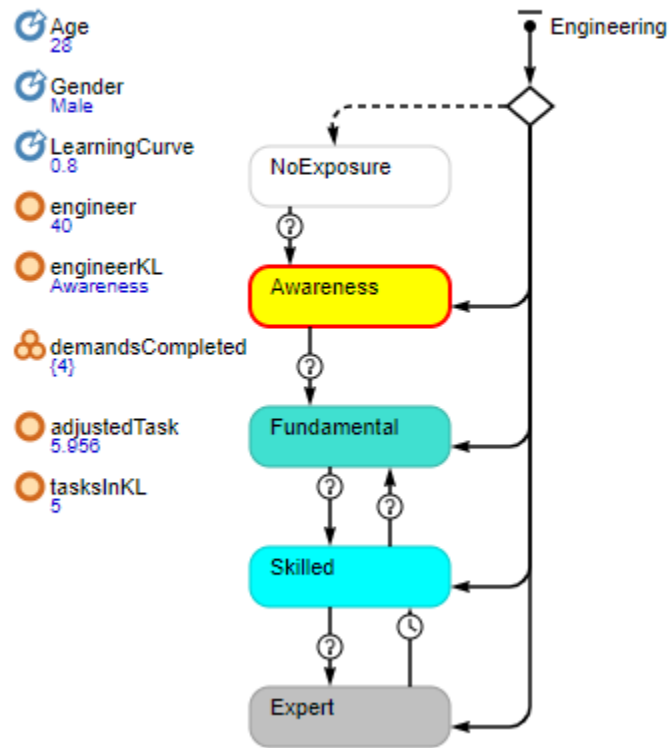 Age
28
Gender
Male
LearningCurve
0.8
engineer
40
engineerKL
Awareness
demandsCompleted
{4}
adjustedTask
5.956
tasksInKL
5
Engineering
NoExposure
?
Awareness
?
Fundamental
?
?
Skilled
?
Expert